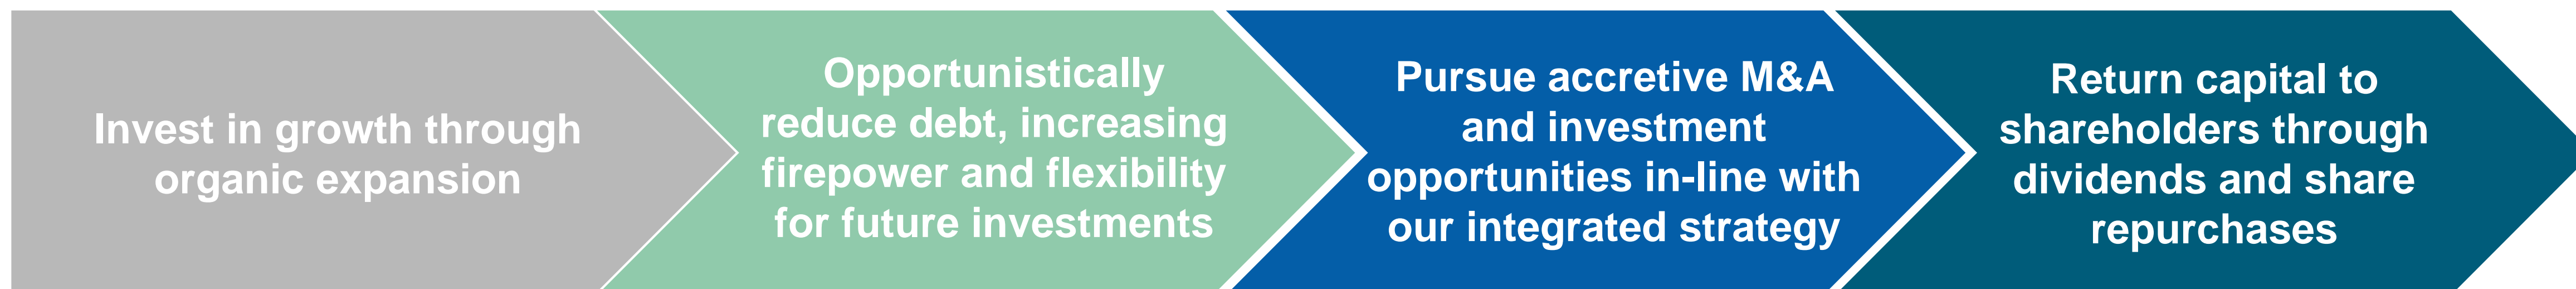 Invest in growth through
organic expansion
Opportunistically
reduce debt, increasing
firepower and flexibility
for future investments
Pursue accretive M&A
and investment
opportunities in-line with
our integrated strategy
Return capital to
shareholders through
dividends and share
repurchases